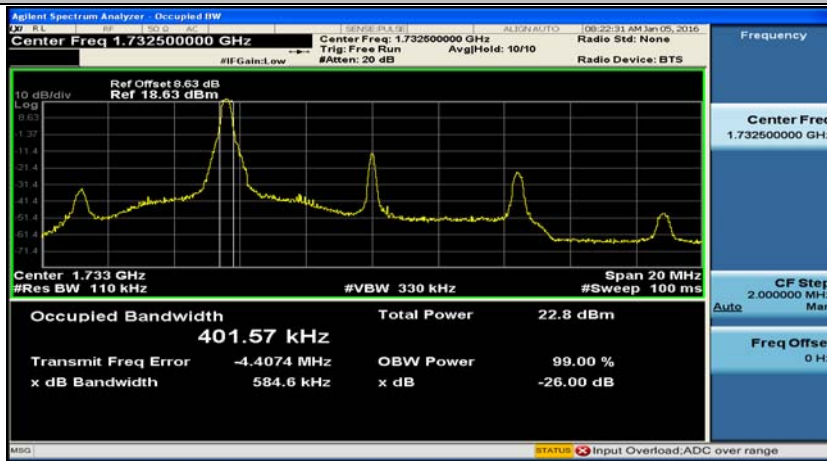 Agilent Spectrum Analyzer - Occupied BW
LXI RL RF 50 Ω AC SENSE:PULSE ALIGN AUTO 08:22:31 AM Jan 05, 2016
Center Freq 1.732500000 GHz
Center Freq: 1.732500000 GHz
Radio Std: None
Trig: Free Run Avg|Hold: 10/10
#IFGain:Low #Atten: 20 dB Radio Device: BTS
Ref Offset 8.63 dB
10 dB/div Ref 18.63 dBm
Log
8.63
-1.37
-11.4
-21.4
-31.4
-41.4
-51.4
-61.4
-71.4
Center 1.733 GHz Span 20 MHz
#Res BW 110 kHz #VBW 330 kHz #Sweep 100 ms
Occupied Bandwidth Total Power 22.8 dBm
401.57 kHz
Transmit Freq Error -4.4074 MHz OBW Power 99.00 %
x dB Bandwidth 584.6 kHz x dB -26.00 dB
MSG STATUS Input Overload;ADC over range
Frequency
Center Freq
1.732500000 GHz
CF Step
2.000000 MHz
Auto Man
Freq Offse
0 Hz